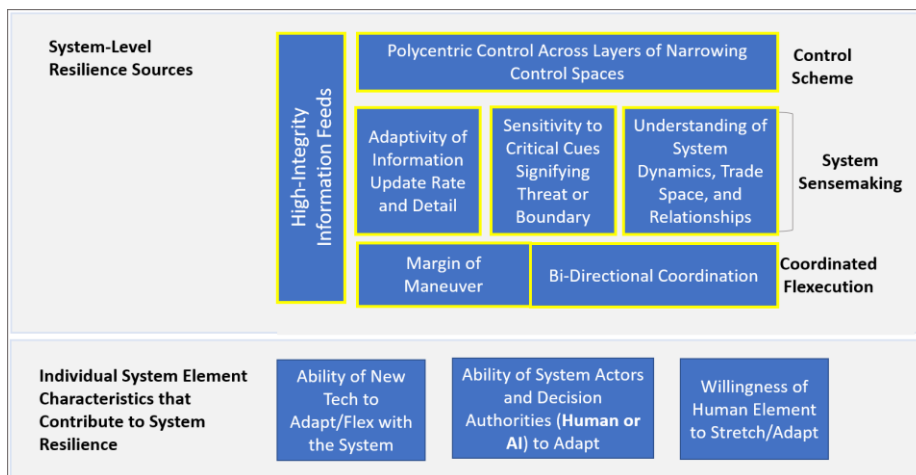 System-Level
Resilience Sources
High-Integrity
Information Feeds
Polycentric Control Across Layers of Narrowing
Control Spaces
Control
Scheme
Adaptivity of
Information
Update Rate
and Detail
Sensitivity to
Critical Cues
Signifying
Threat or
Boundary
Understanding of
System
Dynamics, Trade
Space, and
Relationships
System
Sensemaking
Margin of
Maneuver
Bi-Directional Coordination
Coordinated
Flexecution
Individual System Element
Characteristics that
Contribute to System
Resilience
Ability of New
Tech to
Adapt/Flex with
the System
Ability of System Actors
and Decision
Authorities (Human or
AI) to Adapt
Willingness of
Human Element
to Stretch/Adapt